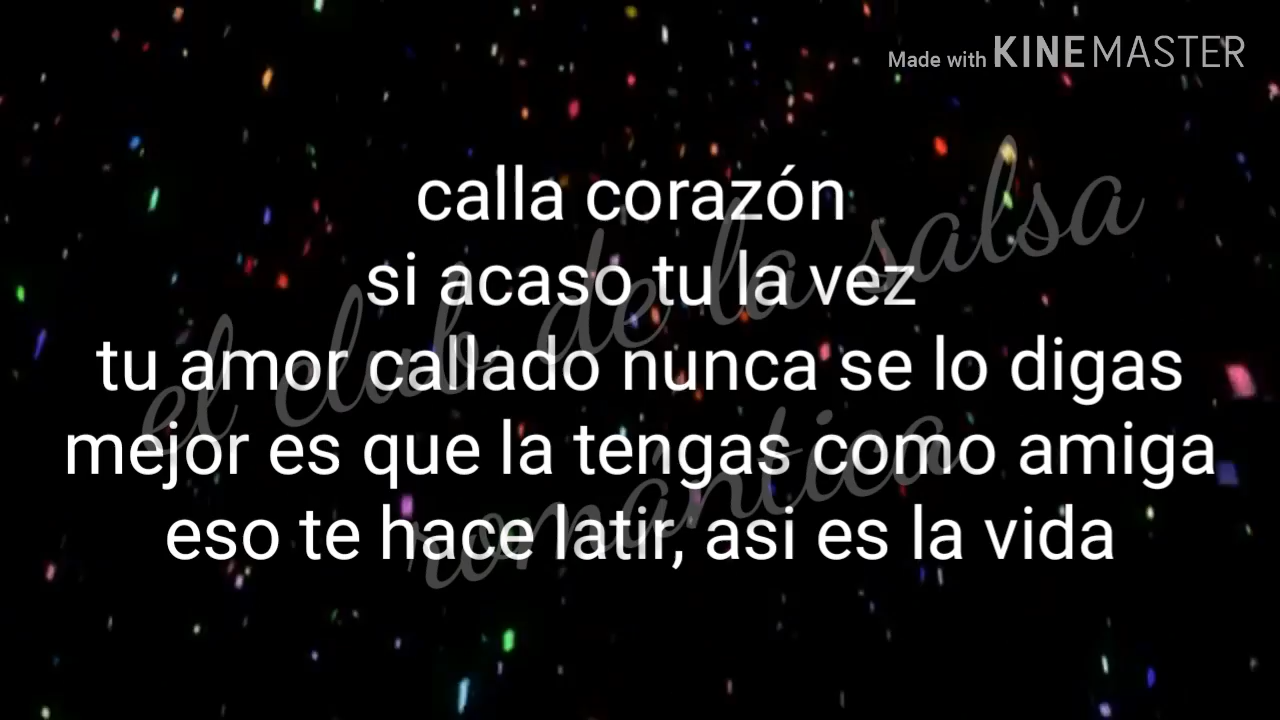 Made with KINEMASTER
calla corazón
si acaso tu la vez
tu amor callado nunca se lo digas
mejor es que la tengas como amiga
eso te hace latir, asi es la vida
el club de la salsa
romántica